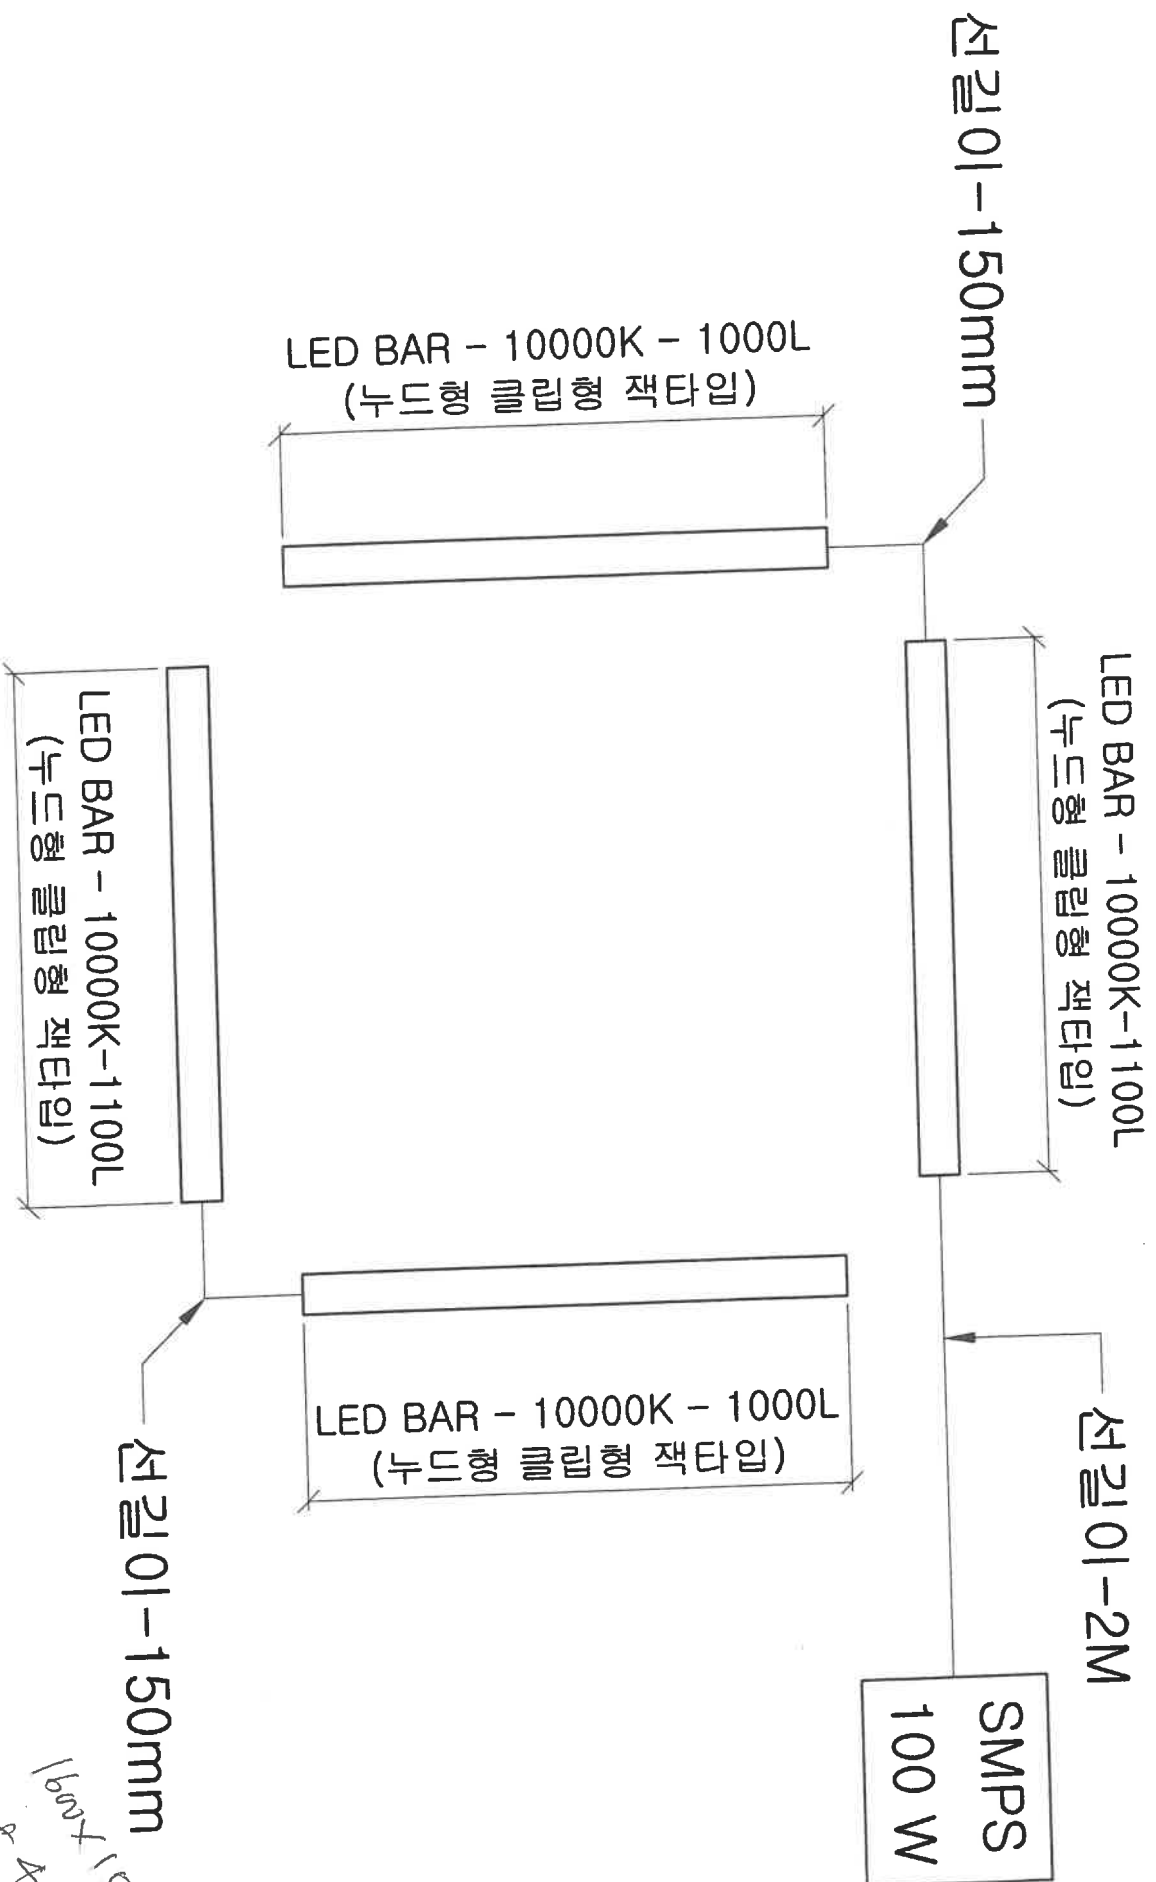 선길이-150mm
LED BAR - 10000K - 1000L
(누드형 클립형 잭타입)
LED BAR - 10000K-1100L
(누드형 클립형 잭타입)
LED BAR - 10000K-1100L
(누드형 클립형 잭타입)
LED BAR - 10000K - 1000L
(누드형 클립형 잭타입)
선길이-2M
SMPS
100 W
선길이-150mm